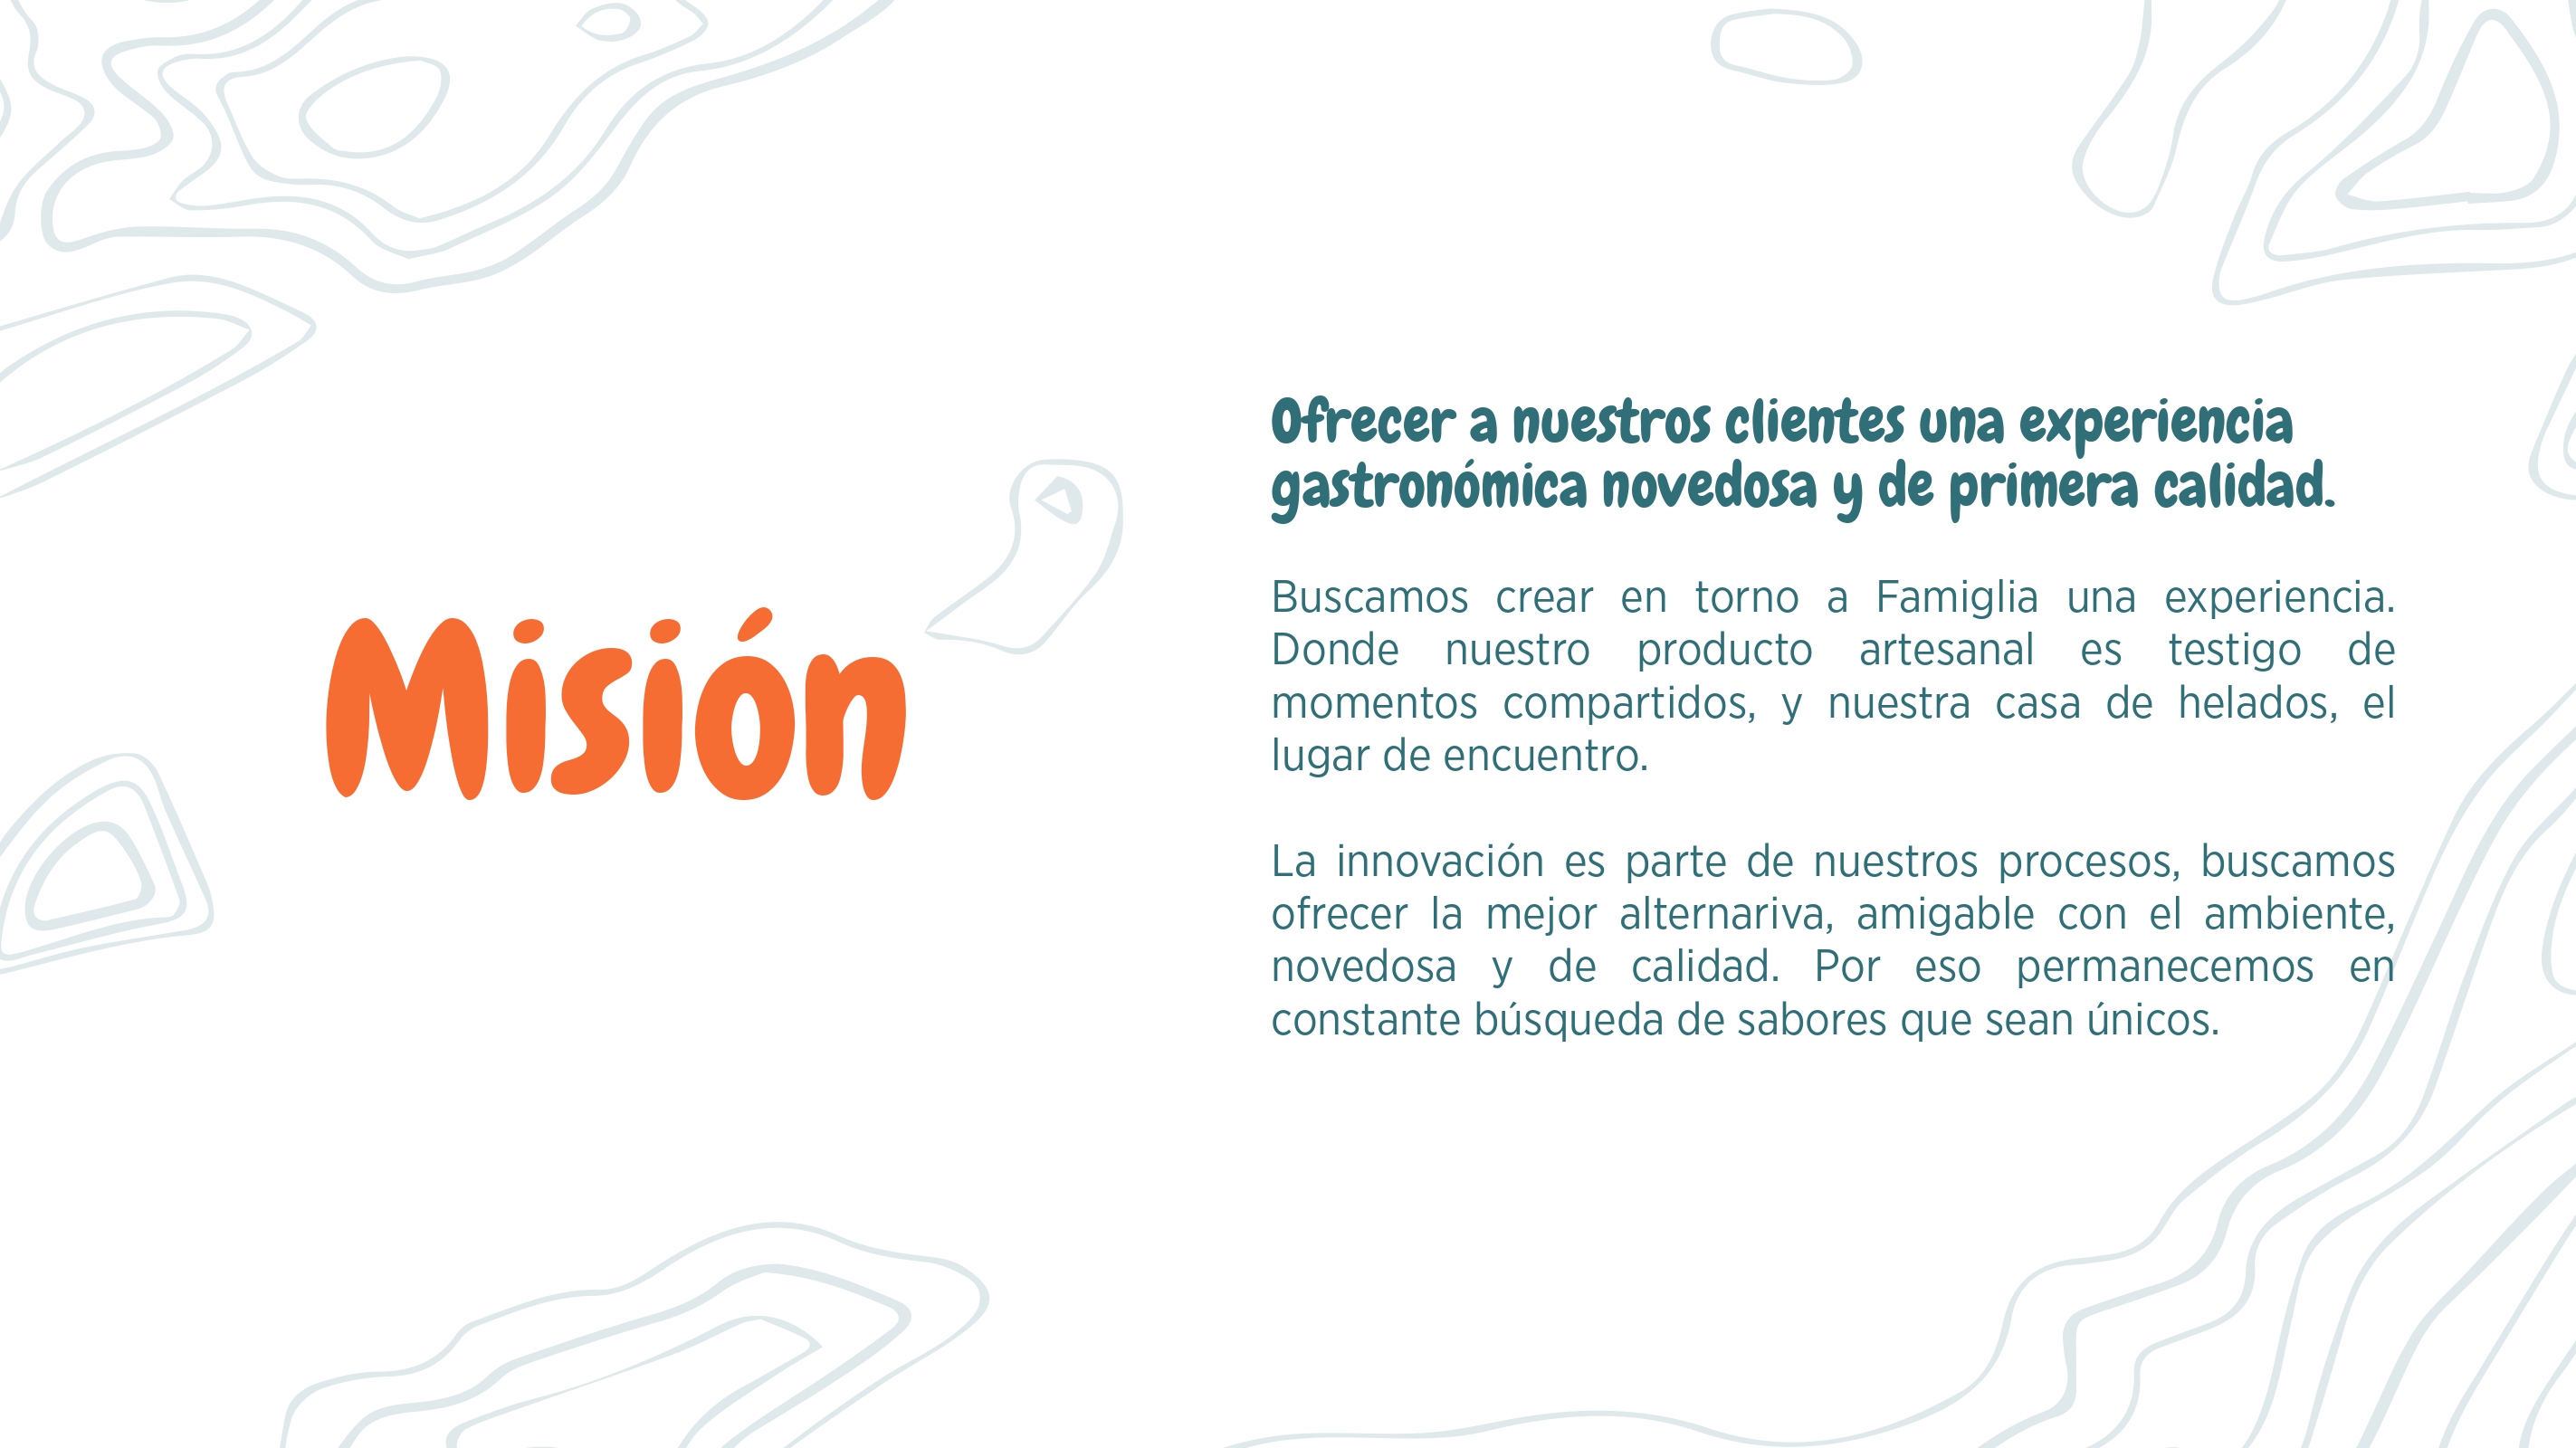 Misión
Ofrecer a nuestros clientes una experiencia
gastronómica novedosa y de primera calidad.
Buscamos crear en torno a Famiglia una experiencia.
Donde nuestro producto artesanal es testigo de
momentos compartidos, y nuestra casa de helados, el
lugar de encuentro.
La innovación es parte de nuestros procesos, buscamos
ofrecer la mejor alternariva, amigable con el ambiente,
novedosa y de calidad. Por eso permanecemos en
constante búsqueda de sabores que sean únicos.